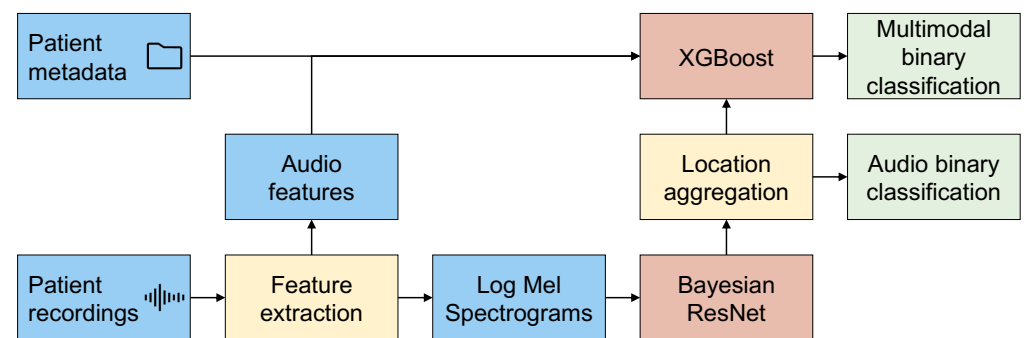 Patient
metadata
XGBoost
Multimodal
binary
classification
Audio
features
Location
aggregation
Audio binary
classification
Patient
recordings
Feature
extraction
Log Mel
Spectrograms
Bayesian
ResNet